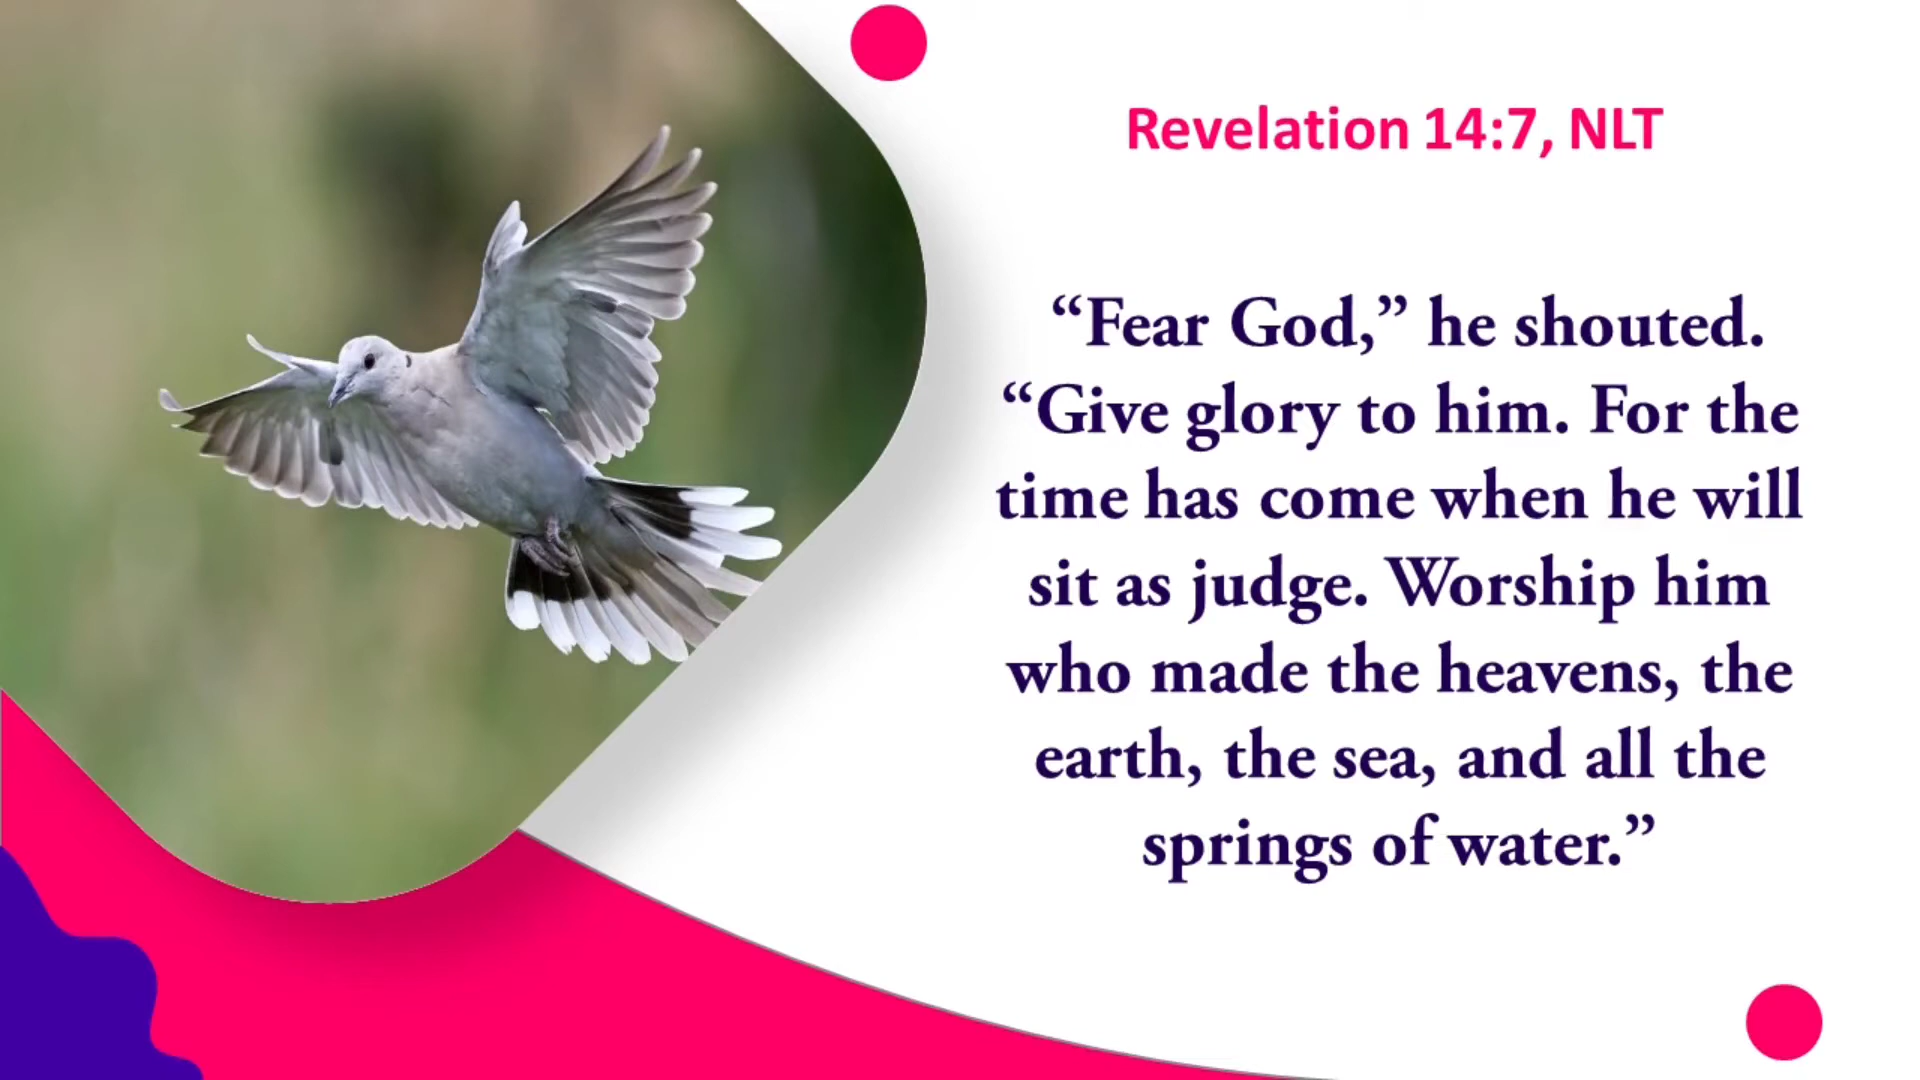 Revelation 14:7, NLT
“Fear God,” he shouted.
“Give glory to him. For the
time has come when he will
sit as judge. Worship him
who made the heavens, the
earth, the sea, and all the
springs of water.”